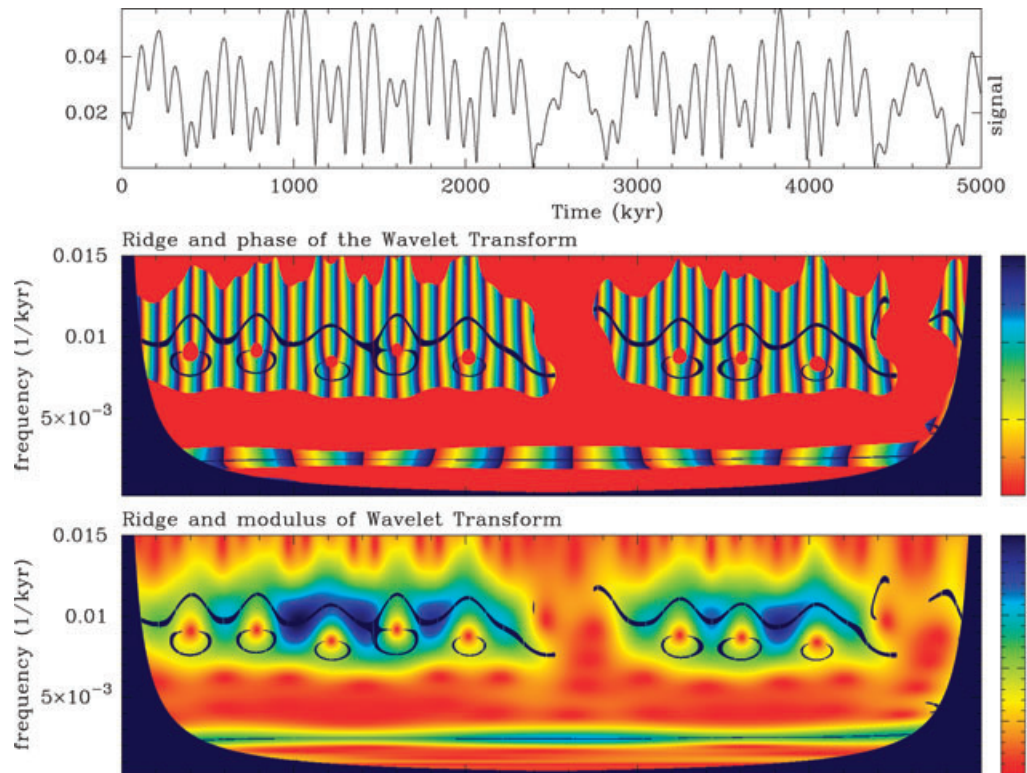 0.04
0.02
signal
0 1000 2000 3000 4000 5000
Time (kyr)
Ridge and phase of the Wavelet Transform
0.015
0.01
5×10⁻³
frequency (1/kyr)
Ridge and modulus of Wavelet Transform
0.015
0.01
5×10⁻³
frequency (1/kyr)